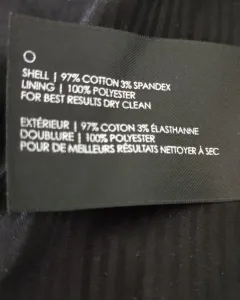 SHELL | 97% COTTON 3% SPANDEX
LINING | 100% POLYESTER
FOR BEST RESULTS DRY CLEAN
EXTÉRIEUR | 97% COTON 3% ÉLASTHANNE
DOUBLURE | 100% POLYESTER
POUR DE MEILLEURS RÉSULTATS NETTOYER À SEC